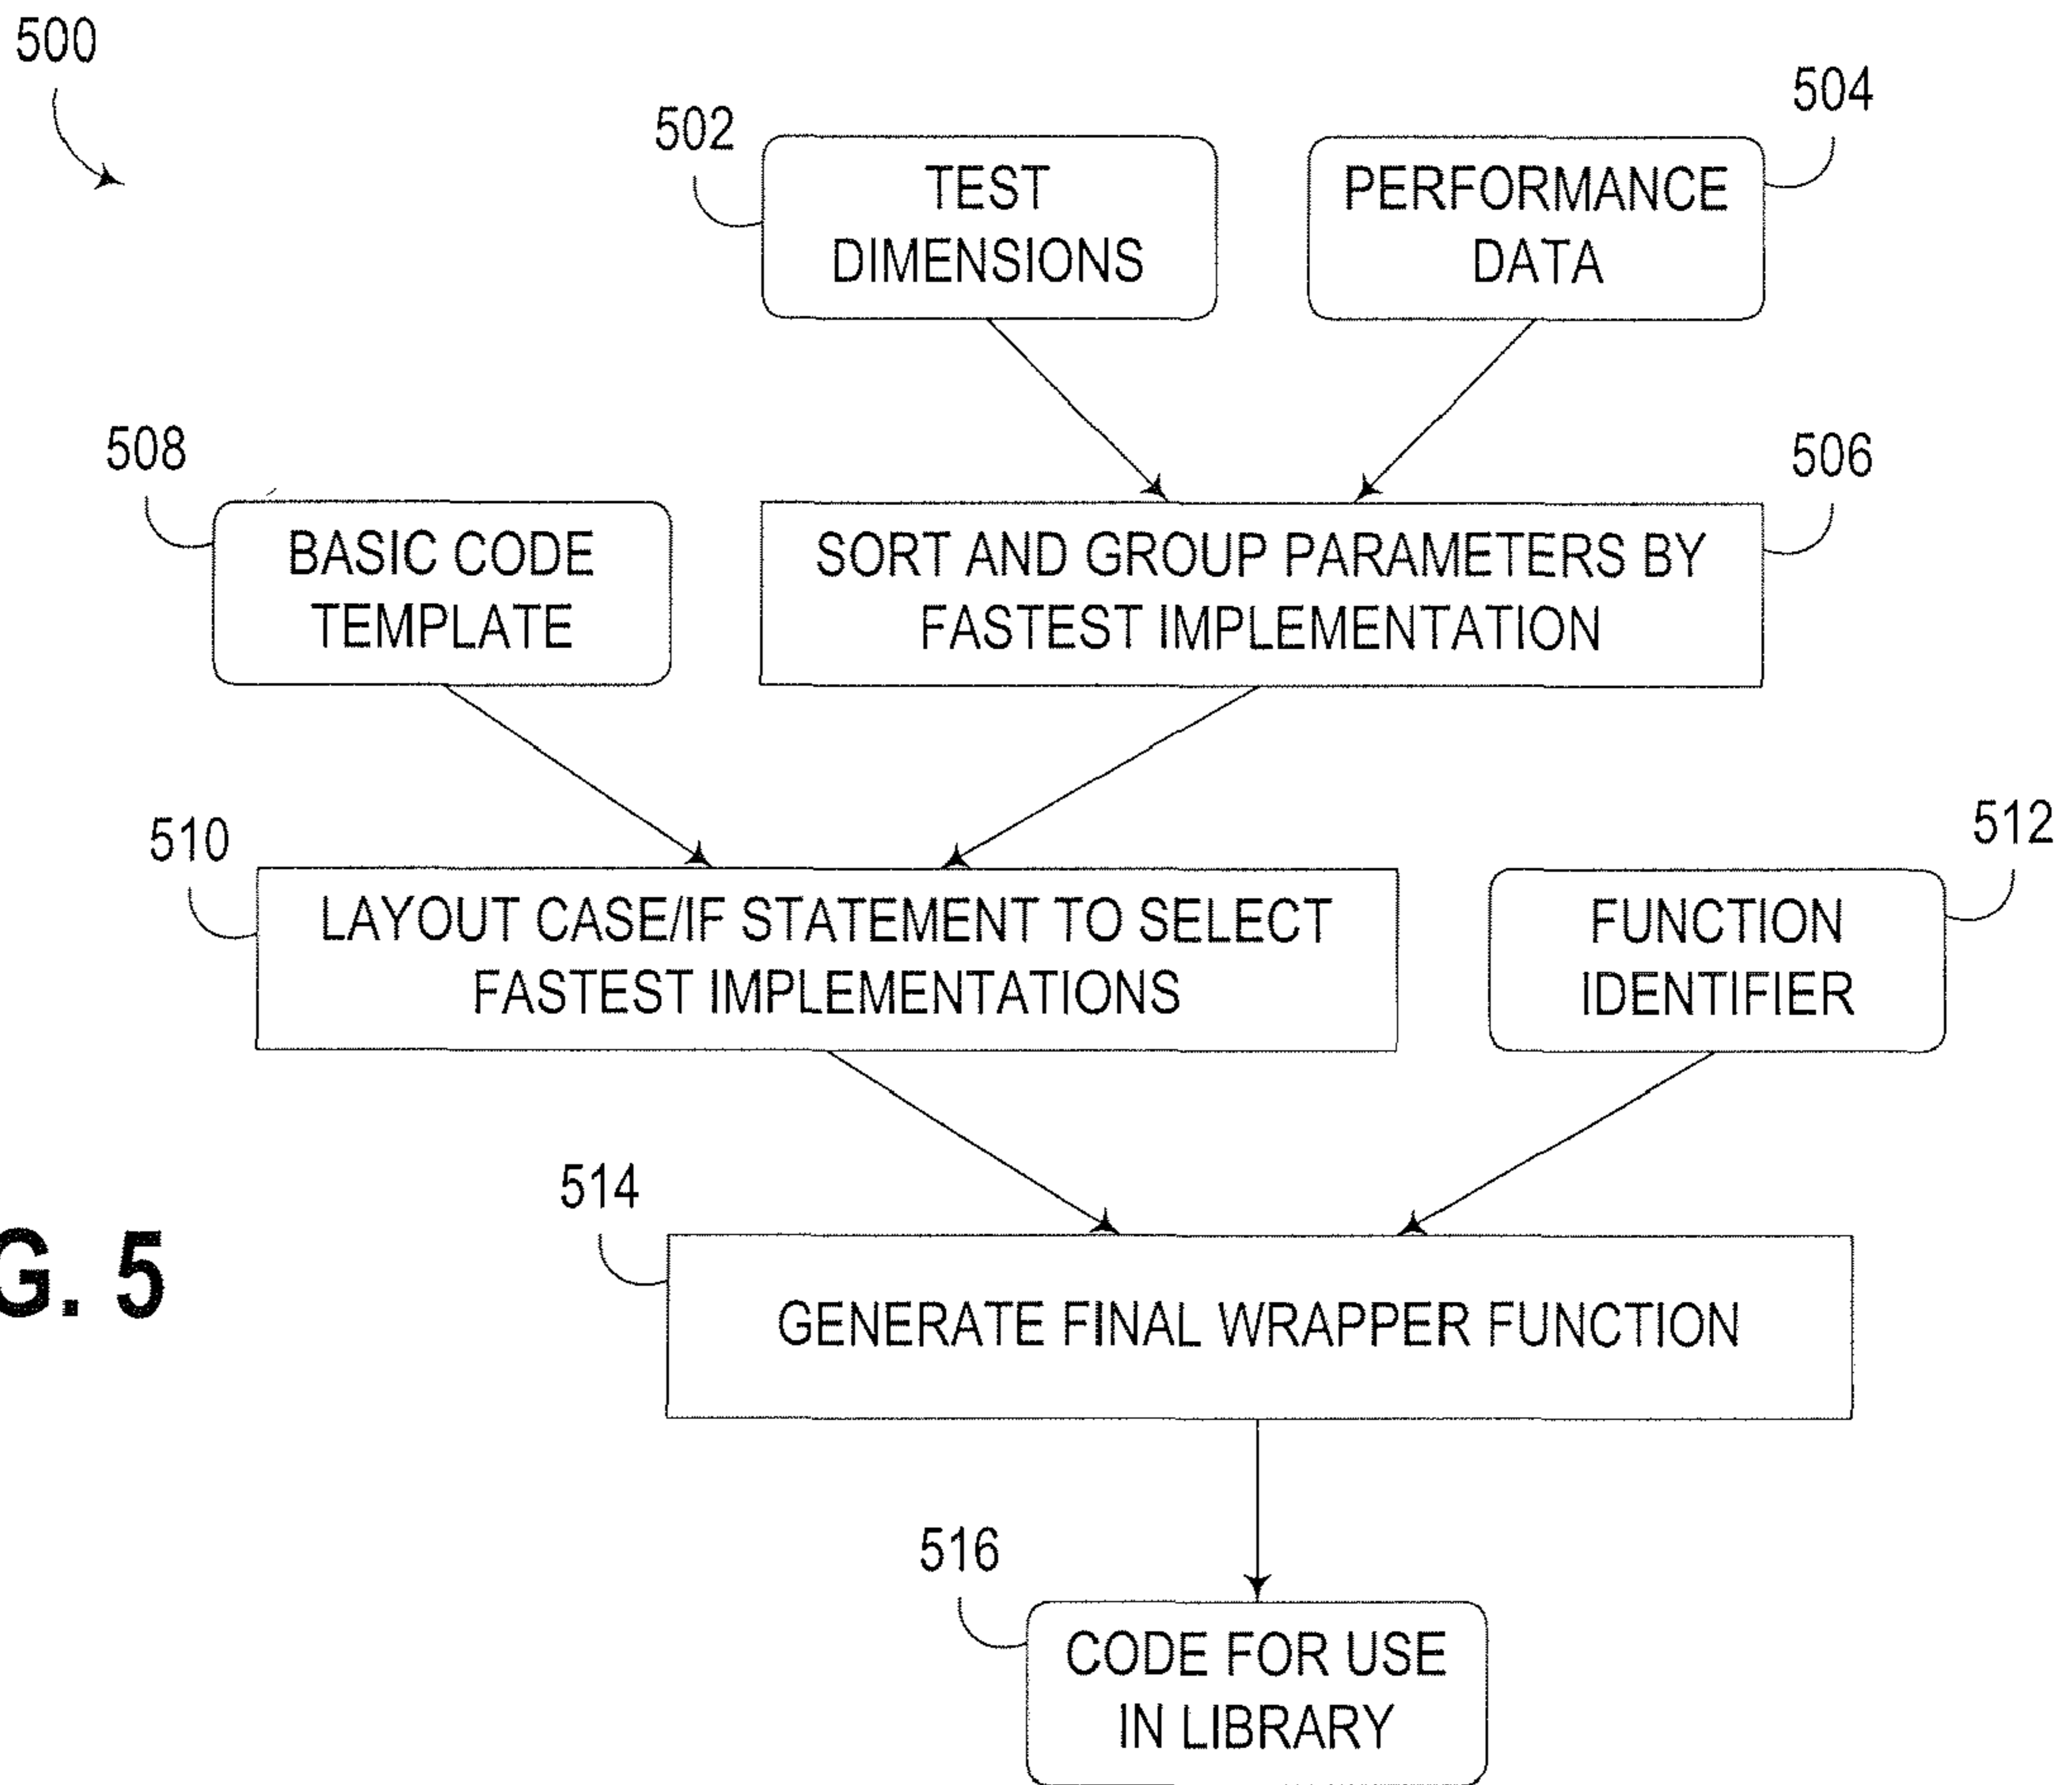 500
504
502
TEST
DIMENSIONS
PERFORMANCE
DATA
508
506
BASIC CODE
TEMPLATE
SORT AND GROUP PARAMETERS BY
FASTEST IMPLEMENTATION
510
512
LAYOUT CASE/IF STATEMENT TO SELECT
FASTEST IMPLEMENTATIONS
FUNCTION
IDENTIFIER
514
G. 5
GENERATE FINAL WRAPPER FUNCTION
516
CODE FOR USE
IN LIBRARY